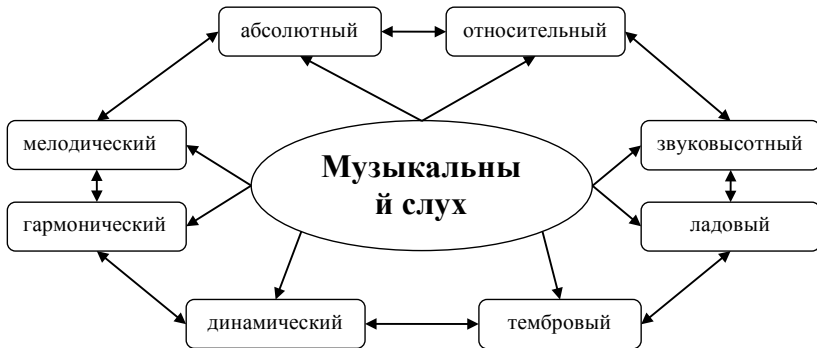 абсолютный
относительный
мелодический
звуковысотный
Музыкальны
й слух
гармонический
ладовый
динамический
тембровый